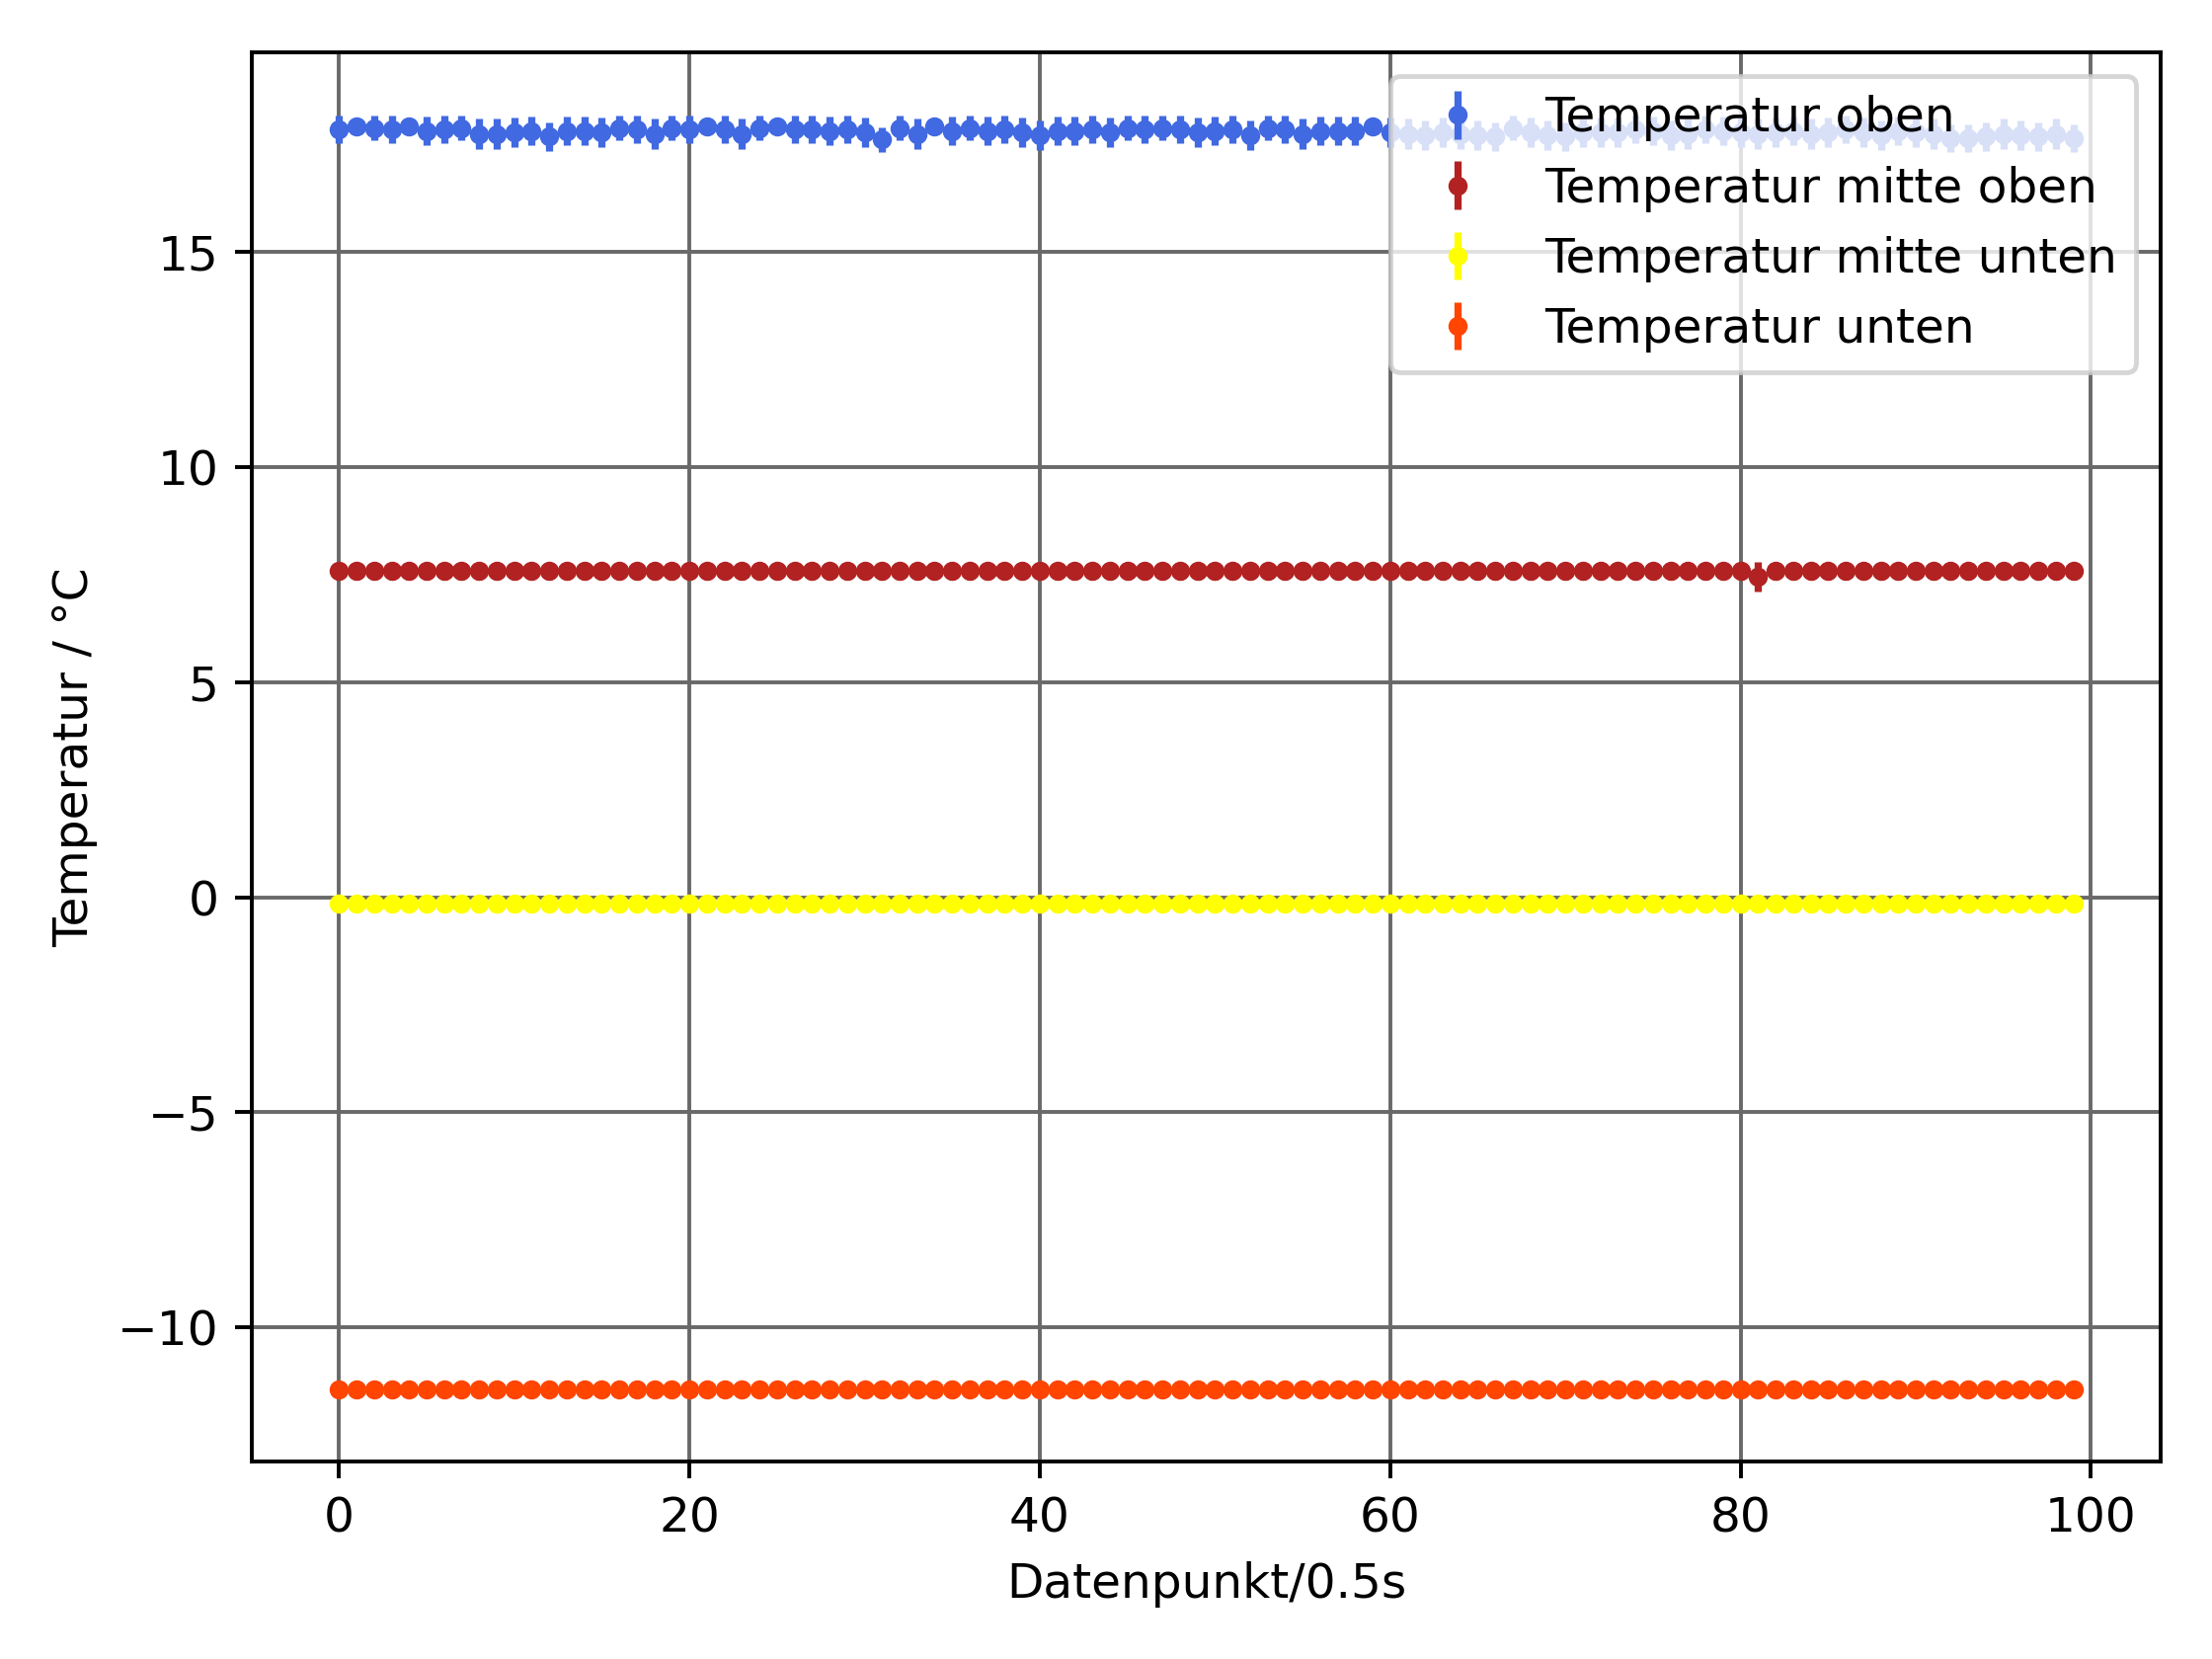 Temperatur oben
Temperatur mitte oben
Temperatur mitte unten
Temperatur unten
15
10
5
0
−5
−10
Temperatur / °C
0 20 40 60 80 100
Datenpunkt/0.5s